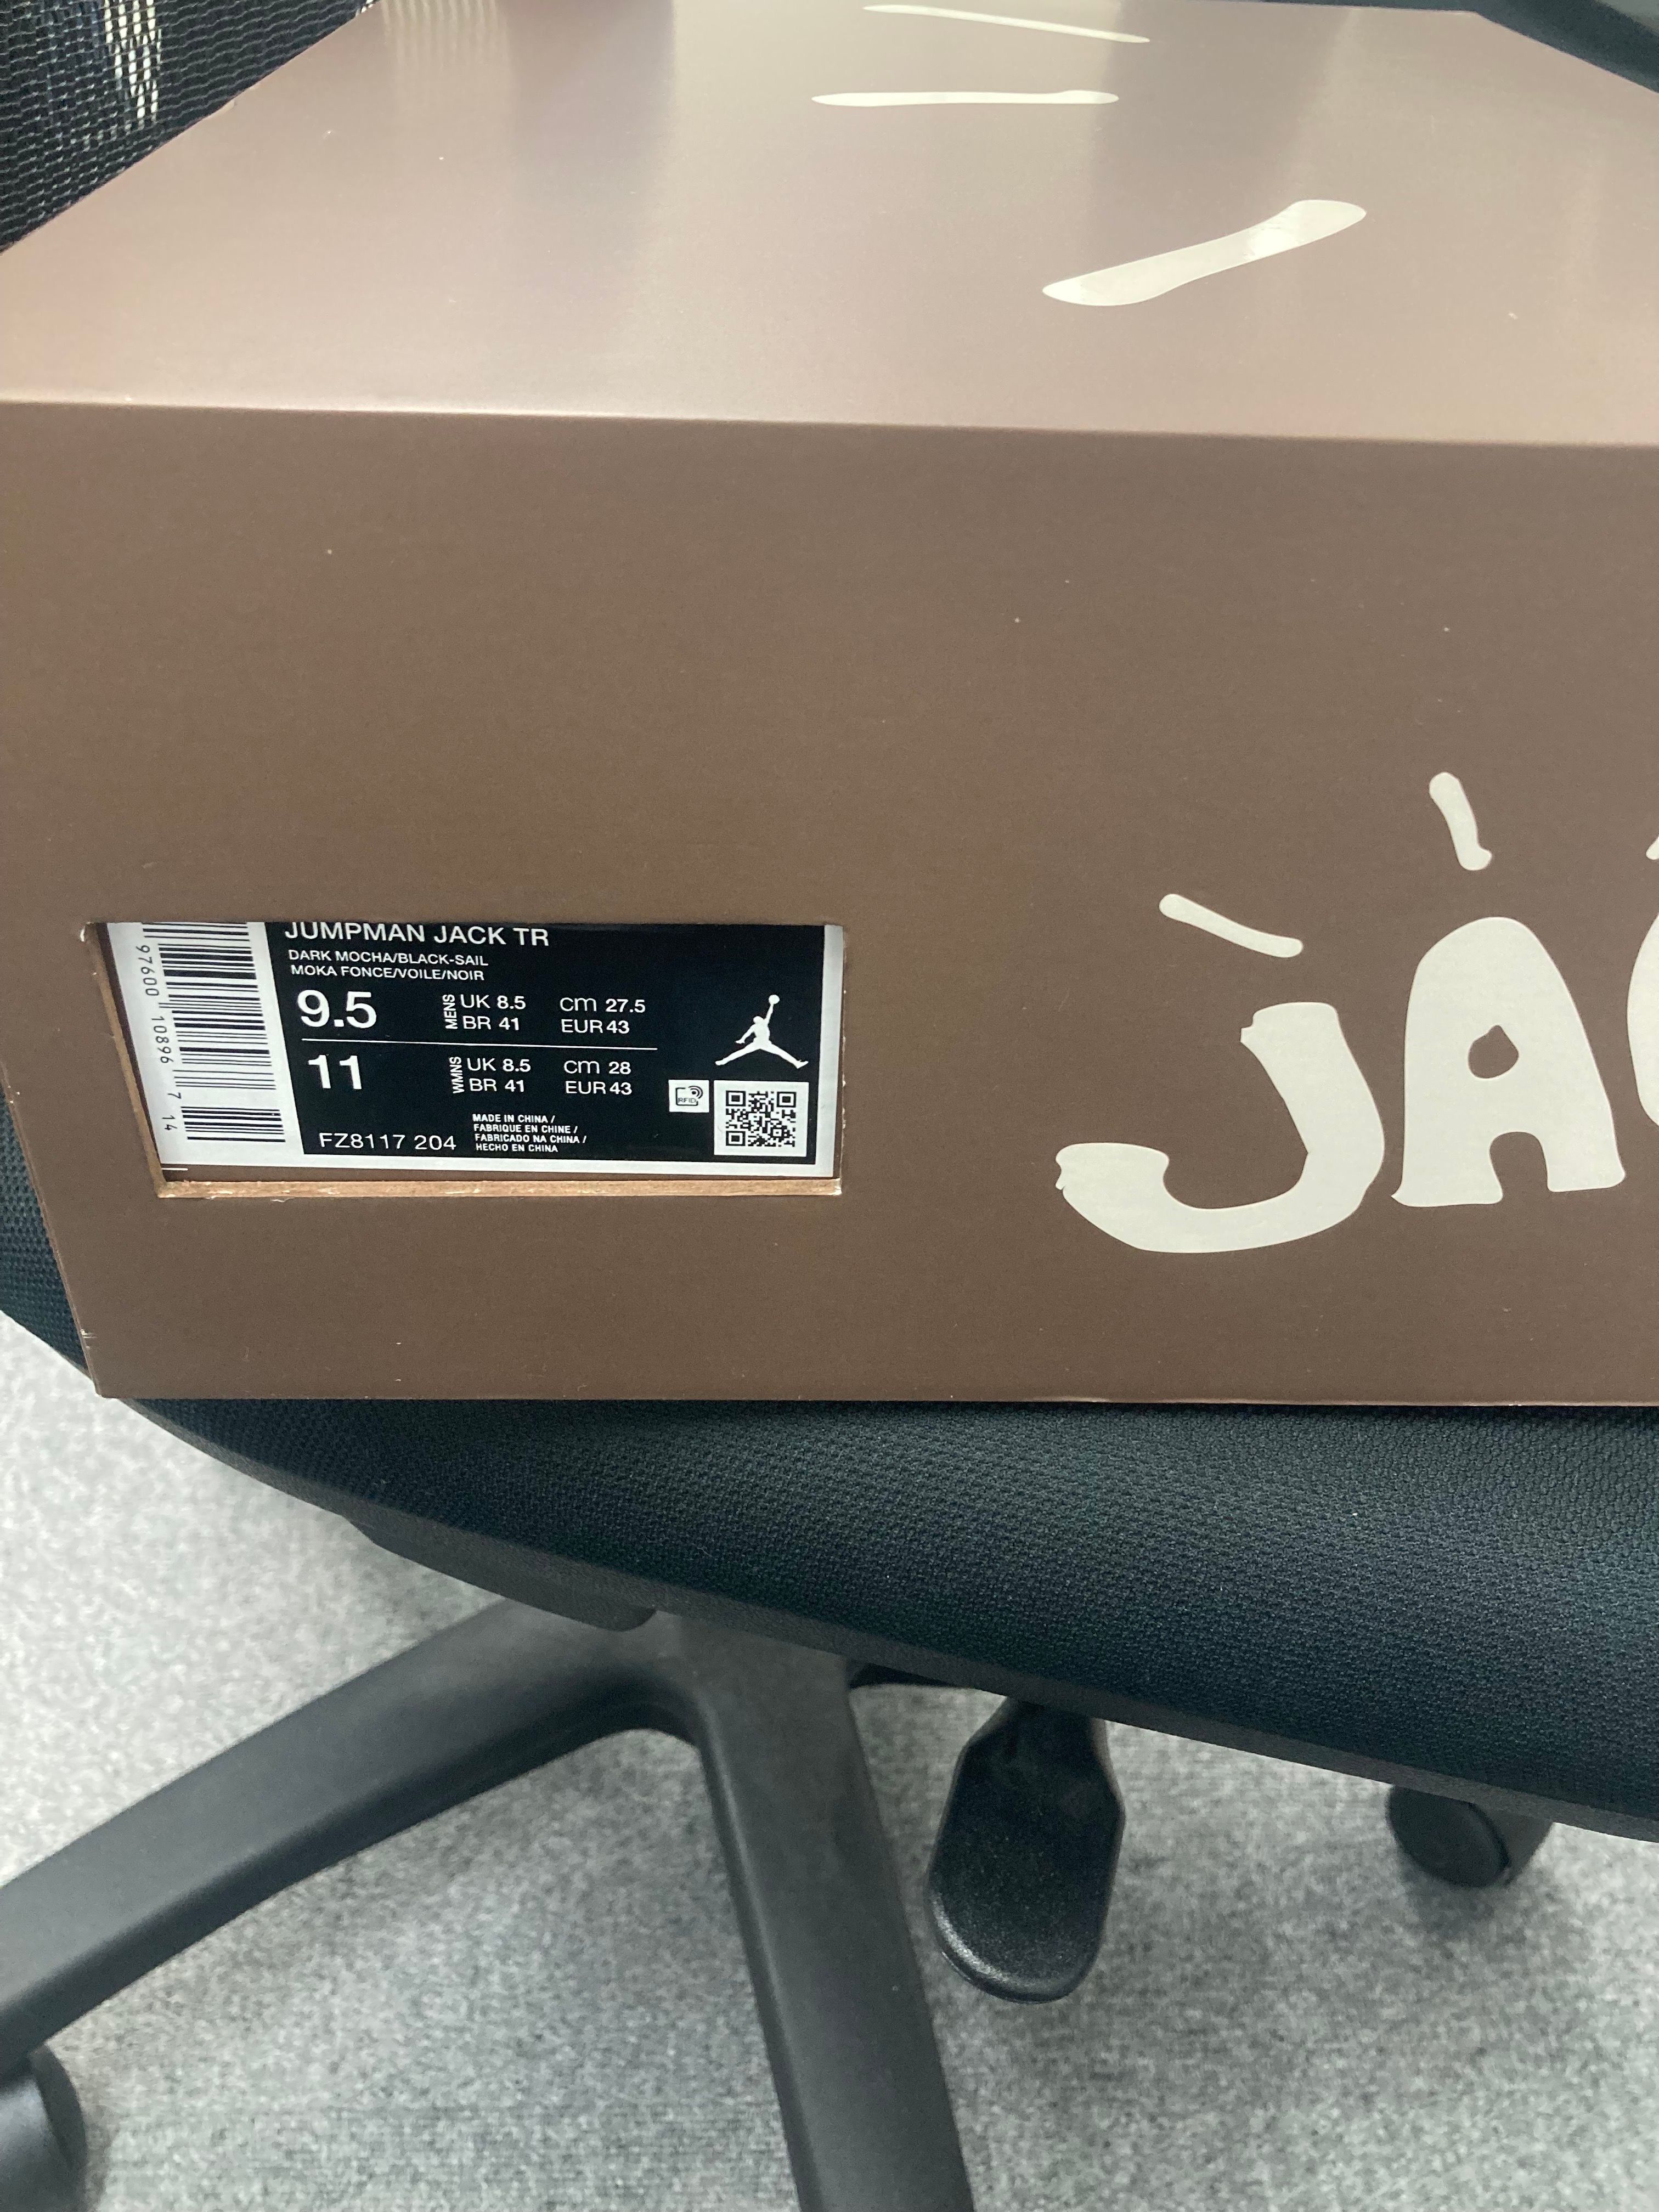 JUMPMAN JACK TR
DARK MOCHA/BLACK-SAIL
MOKA FONCE/VOILE/NOIR
9.5 MENS UK 8.5 cm 27.5
BR 41 EUR 43
11 WMNS UK 8.5 cm 28
BR 41 EUR 43
RFID
FZ8117 204
MADE IN CHINA /
FABRIQUE EN CHINE /
FABRICADO NA CHINA /
HECHO EN CHINA
97600 10896 7 14
JA